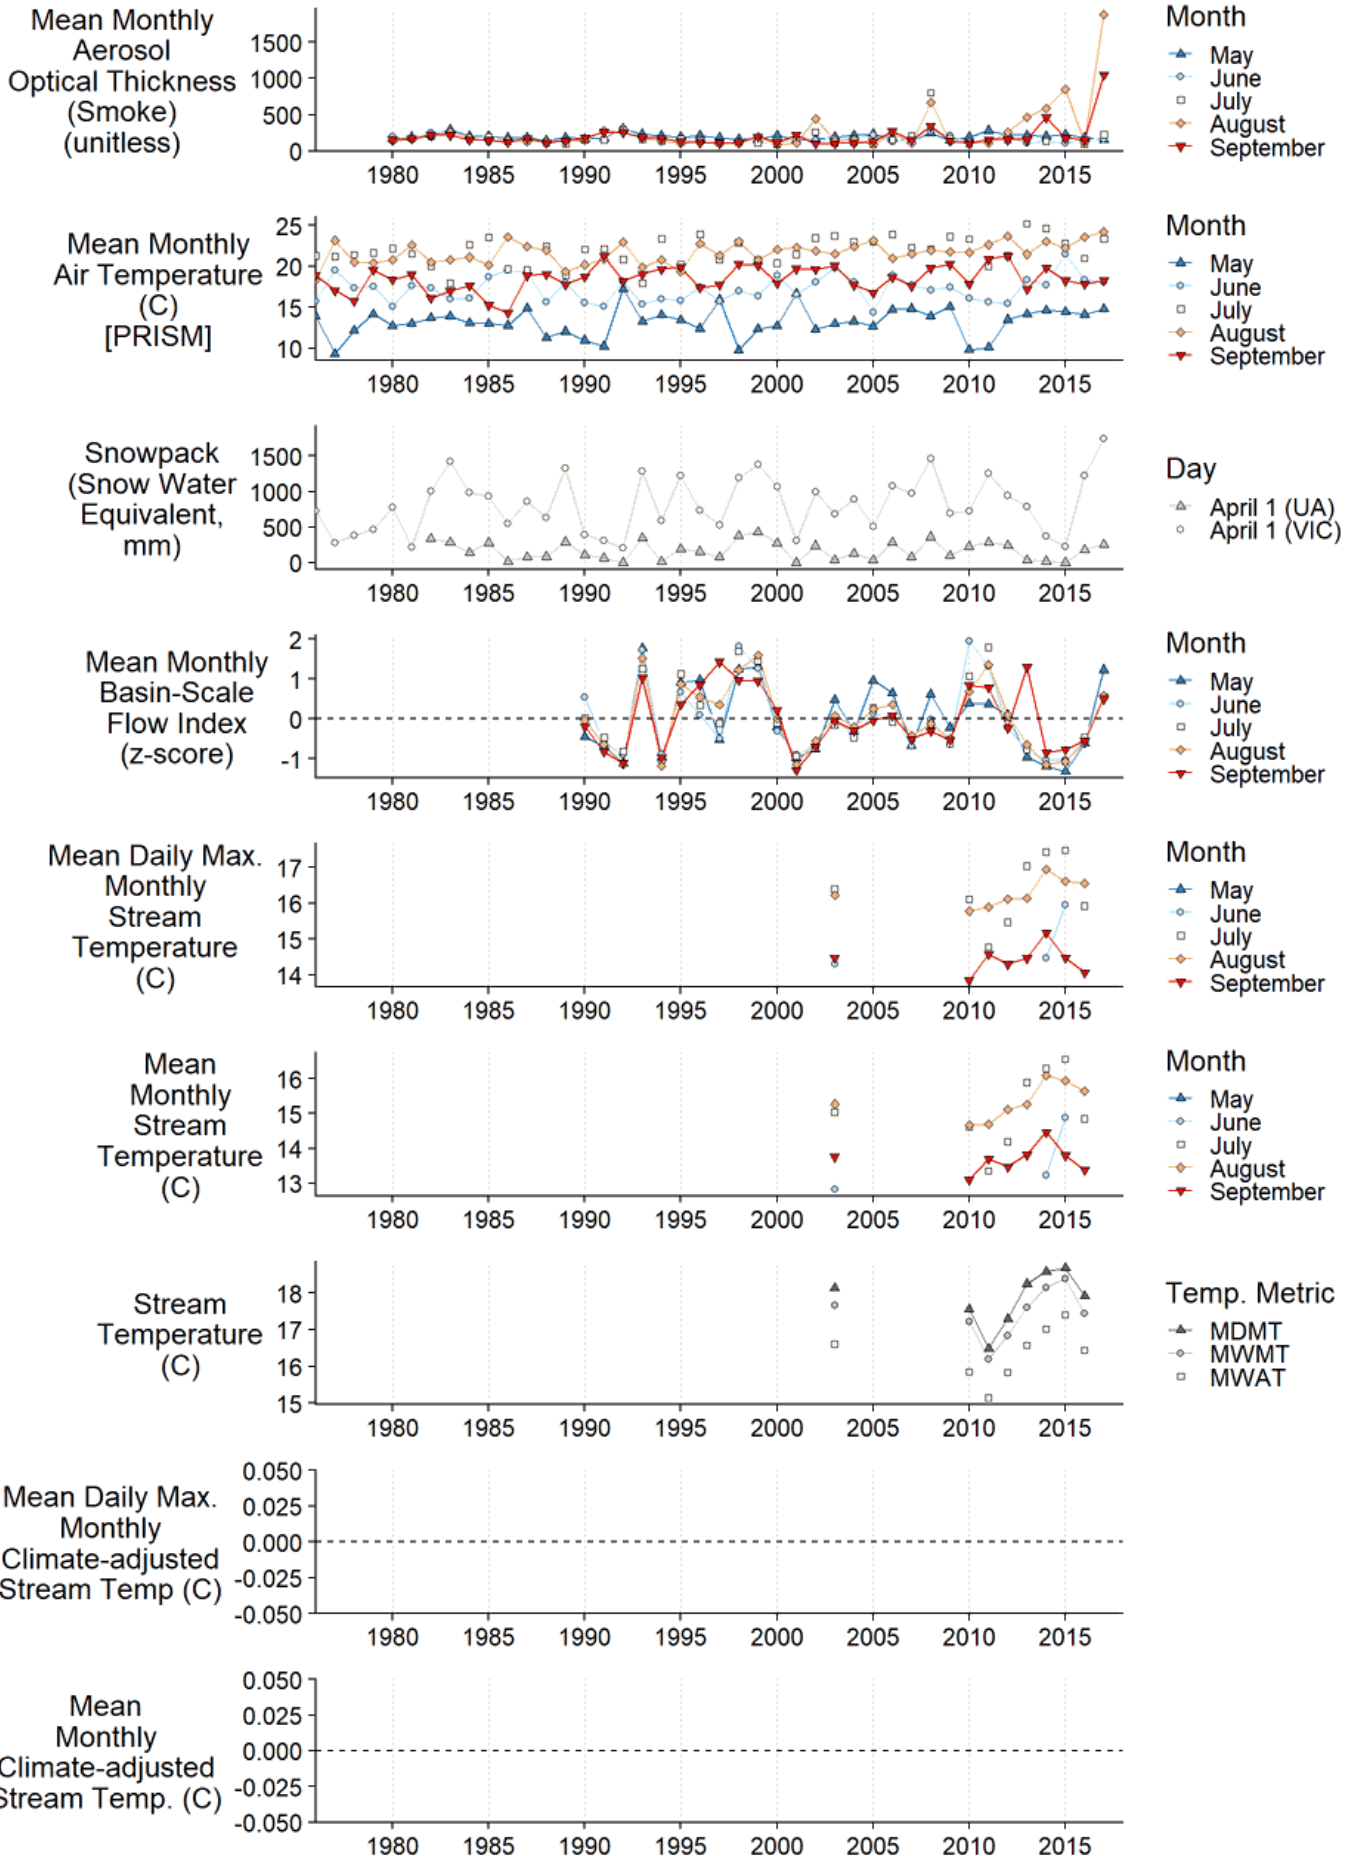 Mean Monthly
Aerosol
Optical Thickness
(Smoke)
(unitless)
1500
1000
500
0
1980 1985 1990 1995 2000 2005 2010 2015
Month
May
June
July
August
September
Mean Monthly
Air Temperature
(C)
[PRISM]
25
20
15
10
1980 1985 1990 1995 2000 2005 2010 2015
Month
May
June
July
August
September
Snowpack
(Snow Water
Equivalent,
mm)
1500
1000
500
0
1980 1985 1990 1995 2000 2005 2010 2015
Day
April 1 (UA)
April 1 (VIC)
Mean Monthly
Basin-Scale
Flow Index
(z-score)
2
1
0
-1
1980 1985 1990 1995 2000 2005 2010 2015
Month
May
June
July
August
September
Mean Daily Max.
Monthly
Stream
Temperature
(C)
17
16
15
14
1980 1985 1990 1995 2000 2005 2010 2015
Month
May
June
July
August
September
Mean
Monthly
Stream
Temperature
(C)
16
15
14
13
1980 1985 1990 1995 2000 2005 2010 2015
Month
May
June
July
August
September
Stream
Temperature
(C)
18
17
16
15
1980 1985 1990 1995 2000 2005 2010 2015
Temp. Metric
MDMT
MWMT
MWAT
Mean Daily Max.
Monthly
Climate-adjusted
Stream Temp (C)
0.050
0.025
0.000
-0.025
-0.050
1980 1985 1990 1995 2000 2005 2010 2015
Mean
Monthly
Climate-adjusted
Stream Temp. (C)
0.050
0.025
0.000
-0.025
-0.050
1980 1985 1990 1995 2000 2005 2010 2015